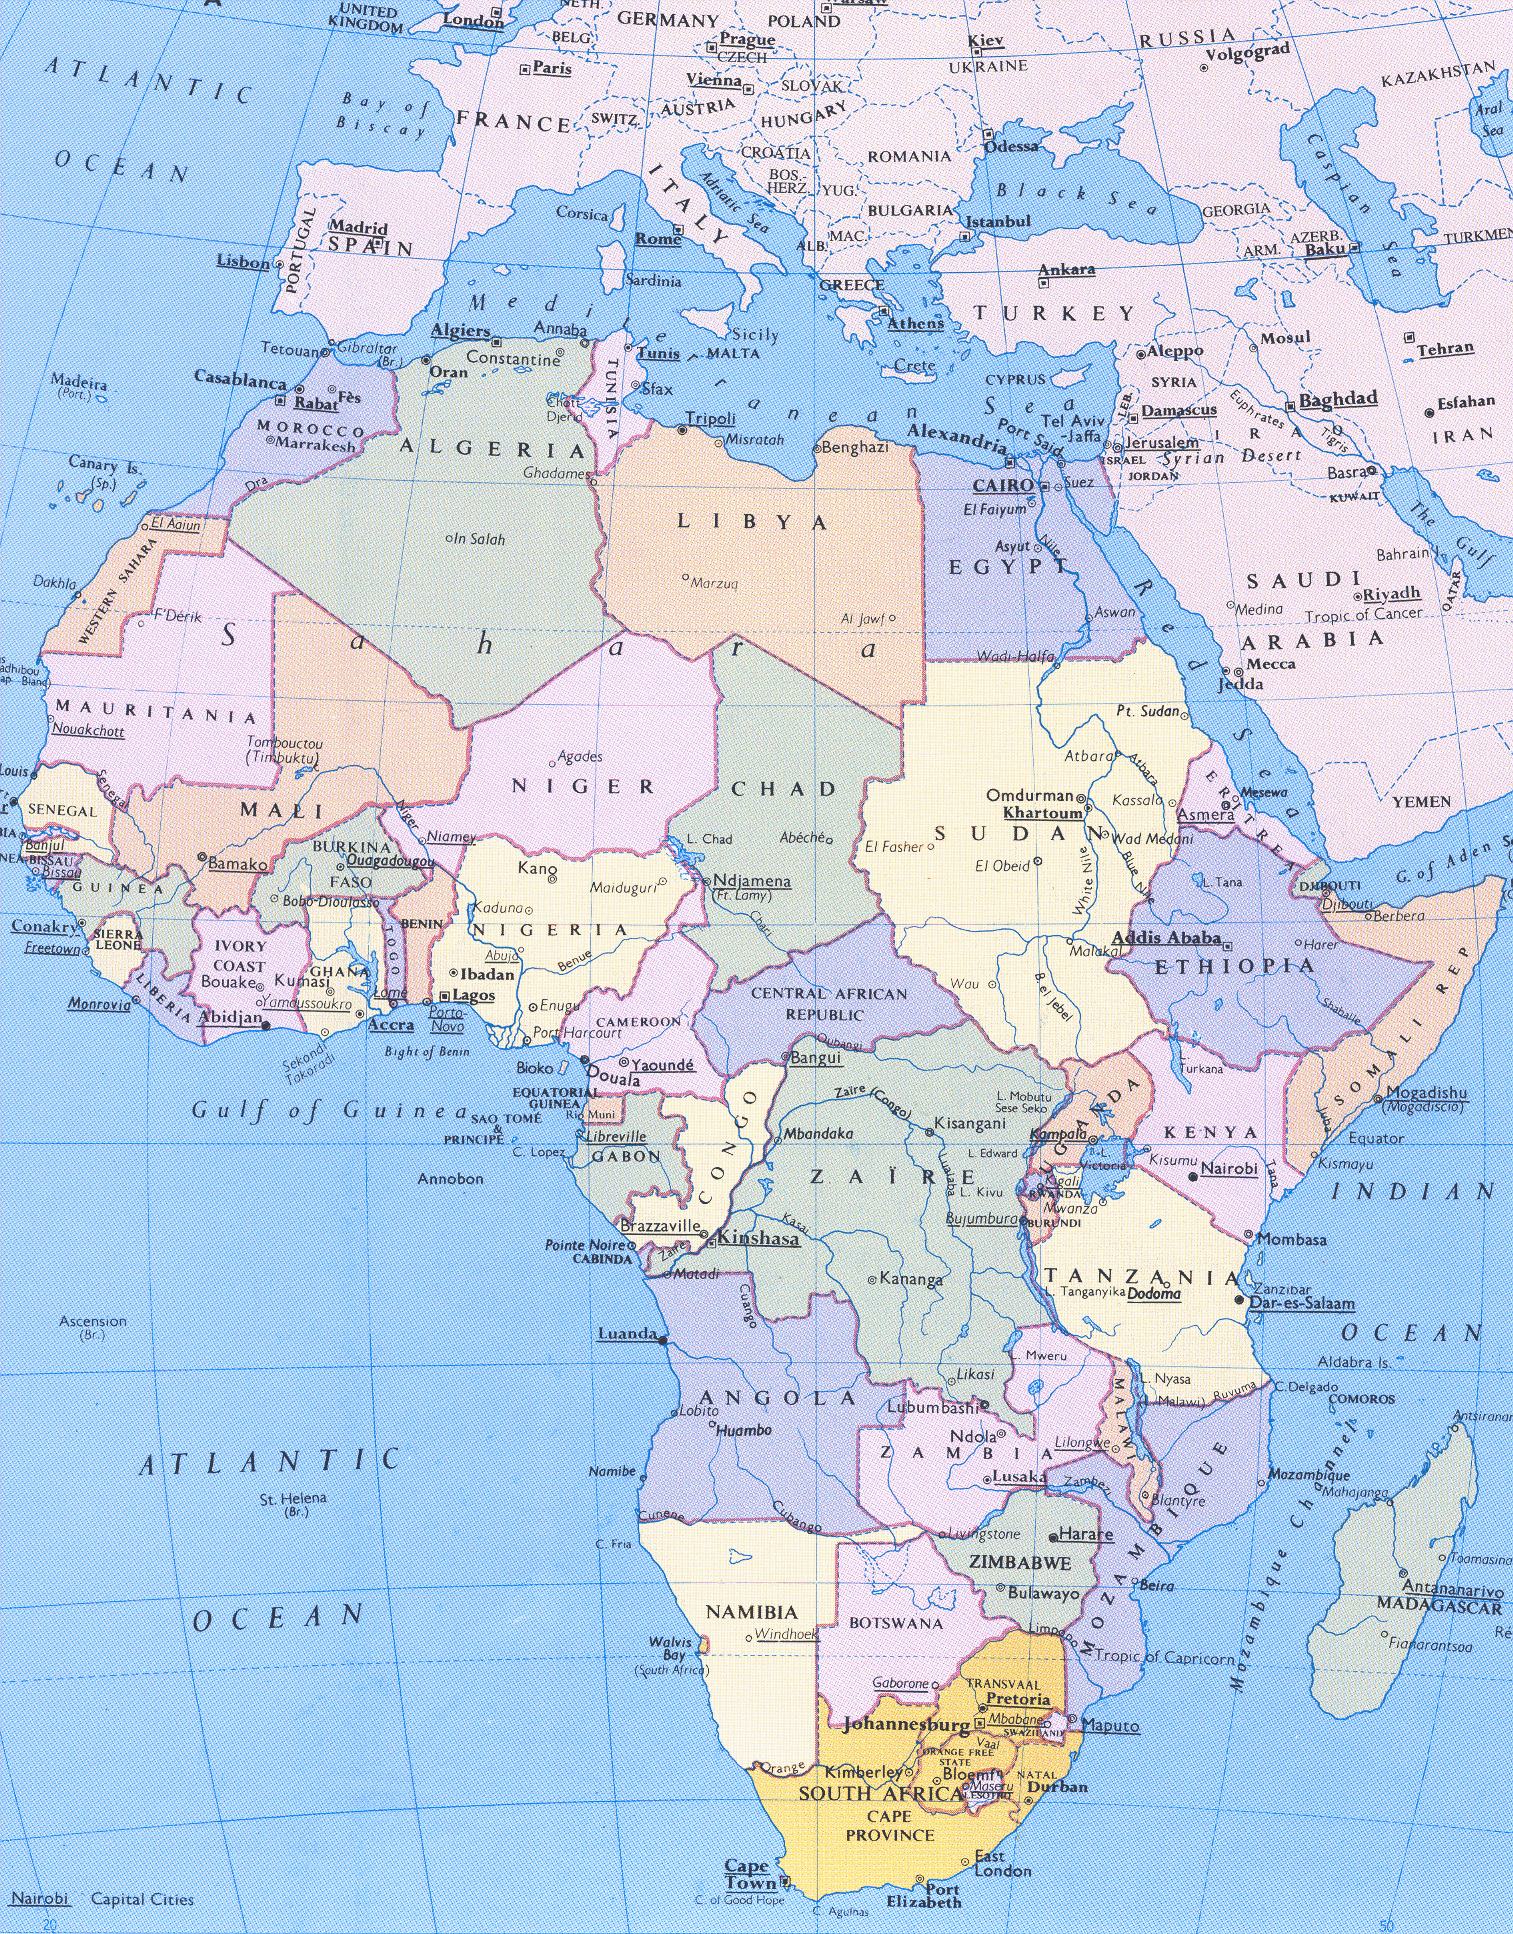 UNITED
KINGDOM
London
NETH.
GERMANY
POLAND
Warsaw
BELG.
Prague
CZECH
Kiev
UKRAINE
RUSSIA
Volgograd
KAZAKHSTAN
Aral
Sea
ATLANTIC
OCEAN
Paris
Vienna
SLOVAK
Bay of
Biscay
FRANCE
SWITZ.
AUSTRIA
HUNGARY
CROATIA
ROMANIA
Odessa
Caspian
Sea
BOS.-
HERZ.
YUG.
ITALY
Adriatic Sea
BULGARIA
Black Sea
GEORGIA
Istanbul
AZERB.
ARM.
Baku
TURKMEN
Corsica
Rome
ALB.
MAC.
Madrid
SPAIN
PORTUGAL
Lisbon
Sardinia
GREECE
Ankara
TURKEY
Athens
Mediterranean Sea
Algiers
Annaba
Sicily
Tetouan
Gibraltar
(Br.)
Constantine
Tunis
MALTA
Crete
CYPRUS
Aleppo
Mosul
Tehran
SYRIA
Oran
Casablanca
Fès
Rabat
Madeira
(Port.)
Chott
Djerid
TUNISIA
Sfax
LEB.
Damascus
Euphrates
Baghdad
Esfahan
MOROCCO
Marrakesh
Tripoli
Misratah
Benghazi
Alexandria
Port Said
Tel Aviv
-Jaffa
Jerusalem
IRAQ
Tigris
IRAN
ALGERIA
ISRAEL
Syrian Desert
JORDAN
Basra
KUWAIT
Canary Is.
(Sp.)
Dra
Ghadames
CAIRO
Suez
El Faiyum
The Gulf
El Aaiun
LIBYA
In Salah
Asyut
Nile
Bahrain
EGYPT
WESTERN SAHARA
Dakhla
Marzuq
SAUDI
Riyadh
QATAR
F'Dérik
Al Jawf
Aswan
Medina
Tropic of Cancer
Sahara
Red Sea
ARABIA
Wadi-Halfa
Mecca
Jedda
MAURITANIA
Nouakchott
Pt. Sudan
Tombouctou
(Timbuktu)
Agades
Atbara
Atbara
NIGER
CHAD
ERITREA
Louis
Senegal
SENEGAL
MALI
Niger
Omdurman
Khartoum
Kassala
Mesewa
Asmera
YEMEN
Banjul
Niamey
L. Chad
Abéché
SUDAN
El Fasher
Wad Medani
BURKINA
FASO
Ouagadougou
Bamako
Bissau
GUINEA
Kano
Maiduguri
Ndjamena
(Ft. Lamy)
El Obeid
White Nile
Blue Nile
L. Tana
DJIBOUTI
Djibouti
G. of Aden
Berbera
Bobo-Dioulasso
BENIN
Kaduna
NIGERIA
Chari
Conakry
SIERRA
LEONE
Freetown
IVORY
COAST
TOGO
Abuja
Malakal
Addis Ababa
Harer
Bouake
Kumasi
GHANA
Benue
Ibadan
ETHIOPIA
SOMALI REP
LIBERIA
Monrovia
Yamoussoukro
Lomé
Lagos
Wau
B.el Jebel
CENTRAL AFRICAN
REPUBLIC
Shaballe
Abidjan
Accra
Porto-
Novo
Enugu
Port Harcourt
CAMEROON
Sekondi
Takoradi
Bight of Benin
Oubangi
Bangui
Bioko
Douala
Yaoundé
L.
Turkana
EQUATORIAL
GUINEA
Rio Muni
Zaïre (Congo)
L. Mobutu
Sese Seko
UGANDA
Mogadishu
(Mogadiscio)
Juba
Gulf of Guinea
SAO TOMÉ
&
PRINCIPE
Libreville
C. Lopez
GABON
CONGO
Mbandaka
Kisangani
Kampala
KENYA
Equator
L. Edward
L.
Victoria
Kisumu
Kismayu
Annobon
ZAÏRE
Lualaba
L. Kivu
Kigali
RWANDA
Nairobi
Tana
INDIAN
OCEAN
Mwanza
Bujumbura
BURUNDI
Brazzaville
Kinshasa
Kasai
Pointe Noire
CABINDA
Zaïre
Matadi
Mombasa
Kananga
TANZANIA
L. Tanganyika
Dodoma
Zanzibar
Dar-es-Salaam
Cuango
Ascension
(Br.)
Luanda
L. Mweru
Aldabra Is.
Likasi
L. Nyasa
(Malawi)
Ruvuma
C.Delgado
COMOROS
ANGOLA
Lobito
Huambo
Lubumbashi
MALAWI
Antsiranan
Ndola
ZAMBIA
Lilongwe
ATLANTIC
OCEAN
Namibe
Lusaka
Zambezi
Blantyre
Mozambique
Mahajanga
St. Helena
(Br.)
Cunene
Cubango
C. Fria
Livingstone
Harare
MOZAMBIQUE
Mozambique Channel
ZIMBABWE
Toamasina
Bulawayo
Beira
Antananarivo
MADAGASCAR
NAMIBIA
Windhoek
BOTSWANA
Limpopo
Fianarantsoa
Ré
Walvis
Bay
(South Africa)
Tropic of Capricorn
Gaborone
TRANSVAAL
Pretoria
Johannesburg
Mbabane
SWAZILAND
Maputo
Vaal
ORANGE FREE
STATE
Orange
Kimberley
Bloemfn
NATAL
Maseru
LESOTHO
Durban
SOUTH AFRICA
CAPE
PROVINCE
Cape
Town
C. of Good Hope
C. Agulhas
East
London
Port
Elizabeth
Nairobi Capital Cities
20
50